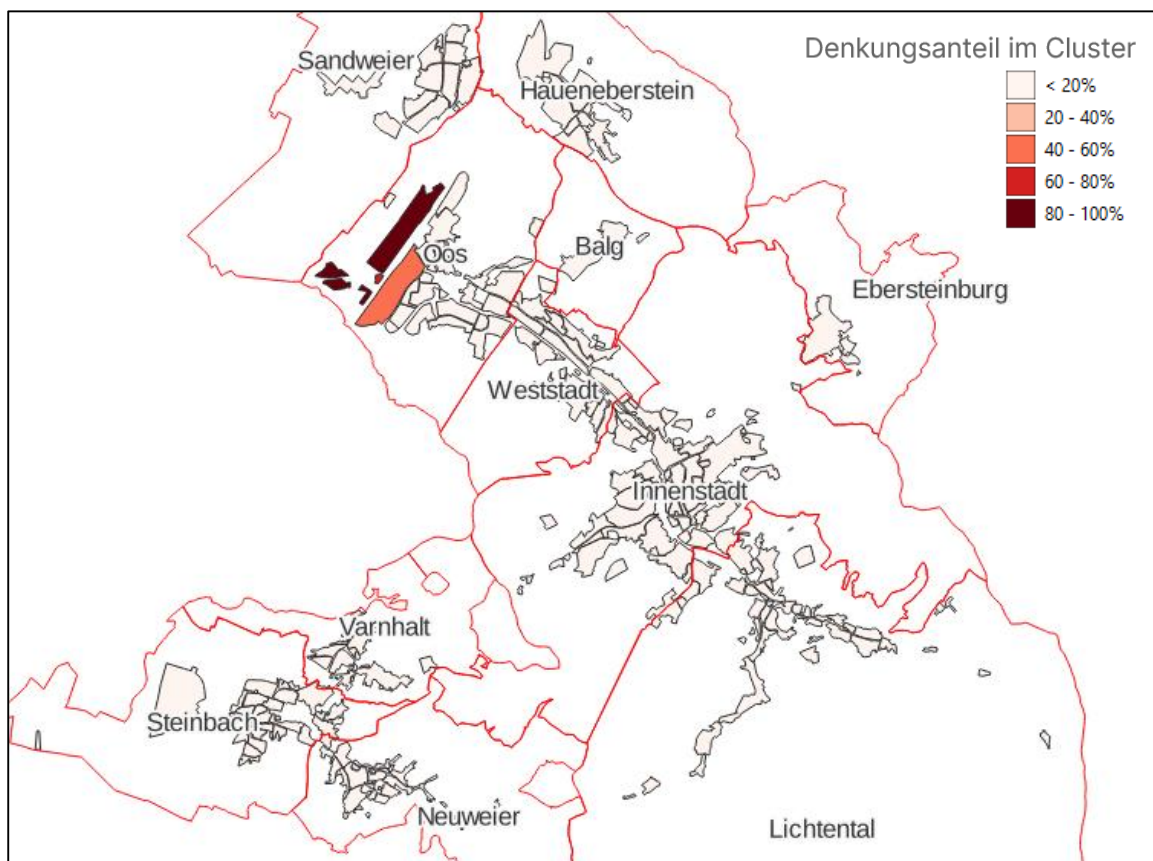 Denkungsanteil im Cluster
< 20%
20 - 40%
40 - 60%
60 - 80%
80 - 100%
Sandweier
Haueneberstein
Oos
Balg
Ebersteinburg
Weststadt
Innenstadt
Varnhalt
Steinbach
Neuweier
Lichtental